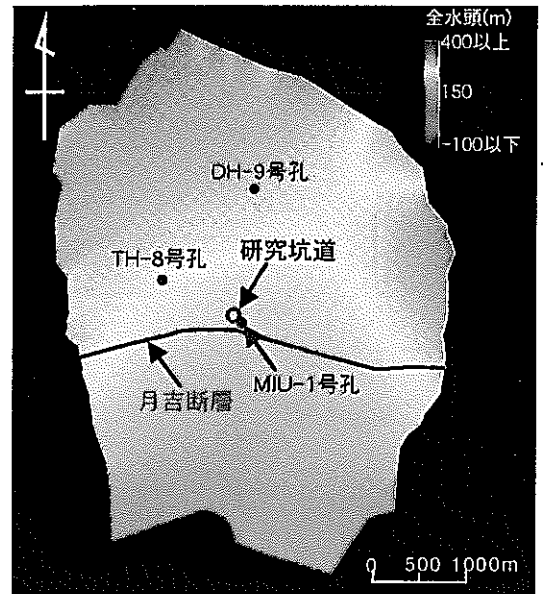 全水頭(m)
400以上
150
-100以下
DH-9号孔
研究坑道
TH-8号孔
MIU-1号孔
月吉断層
0 500 1000m